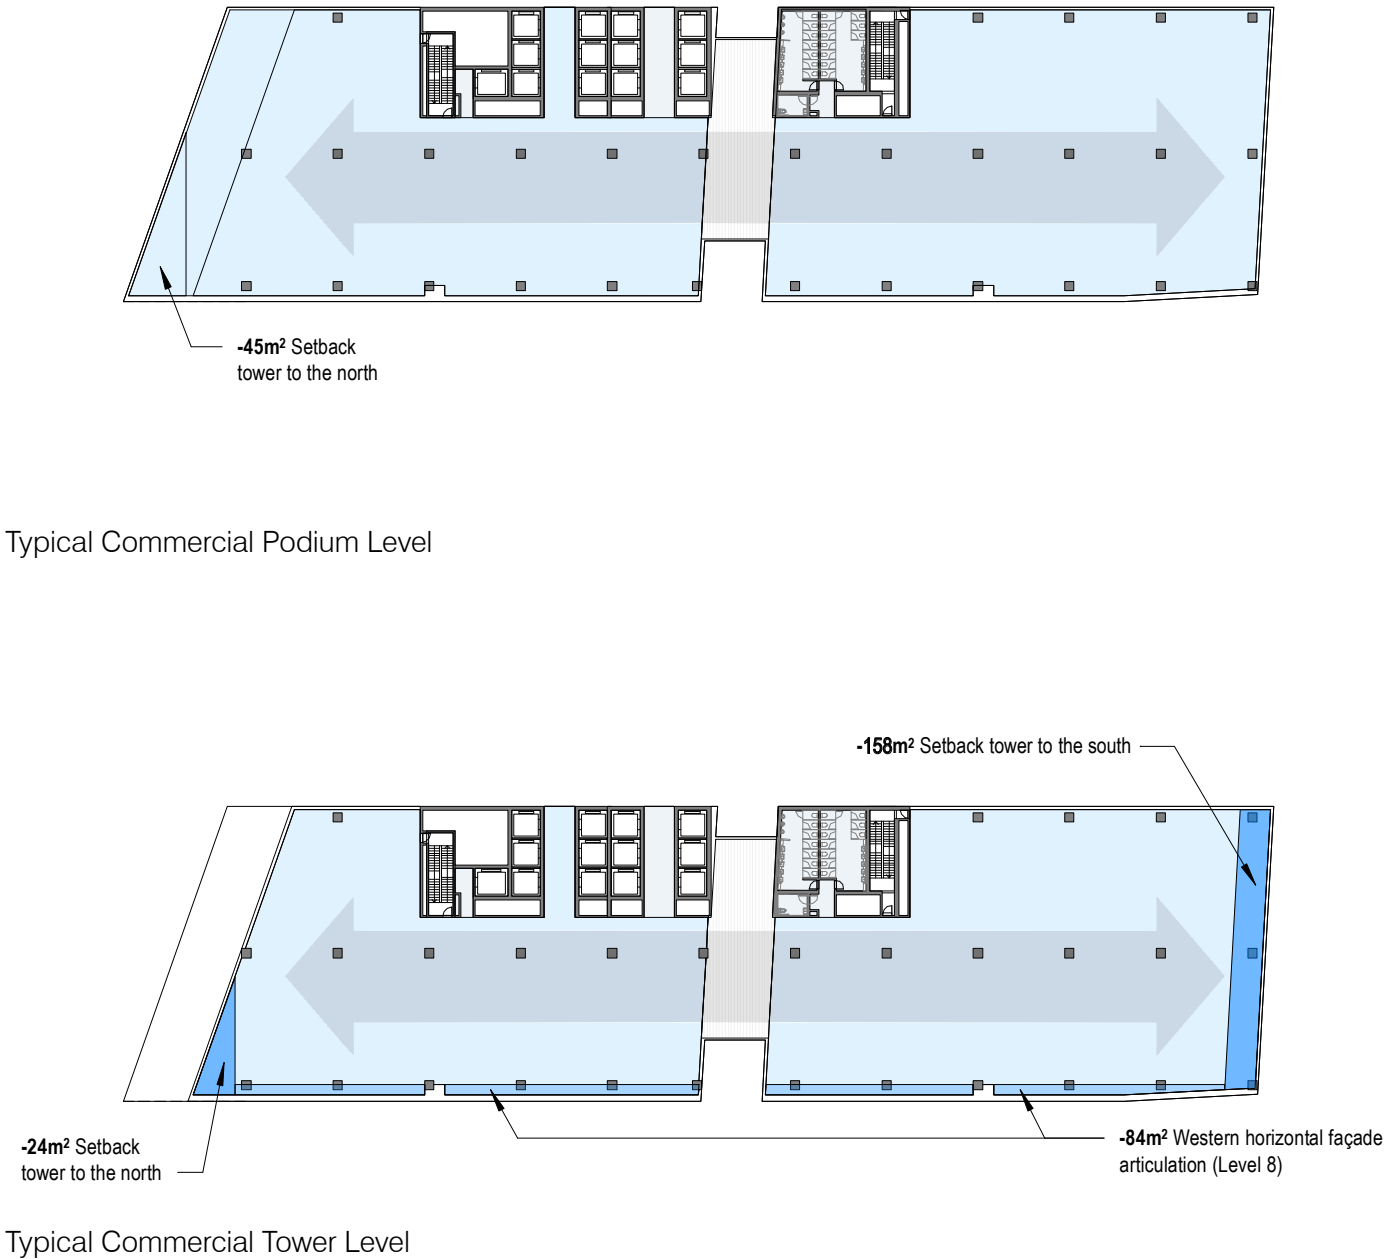 -45m² Setback
tower to the north
Typical Commercial Podium Level
-158m² Setback tower to the south
-24m² Setback
tower to the north
-84m² Western horizontal façade
articulation (Level 8)
Typical Commercial Tower Level